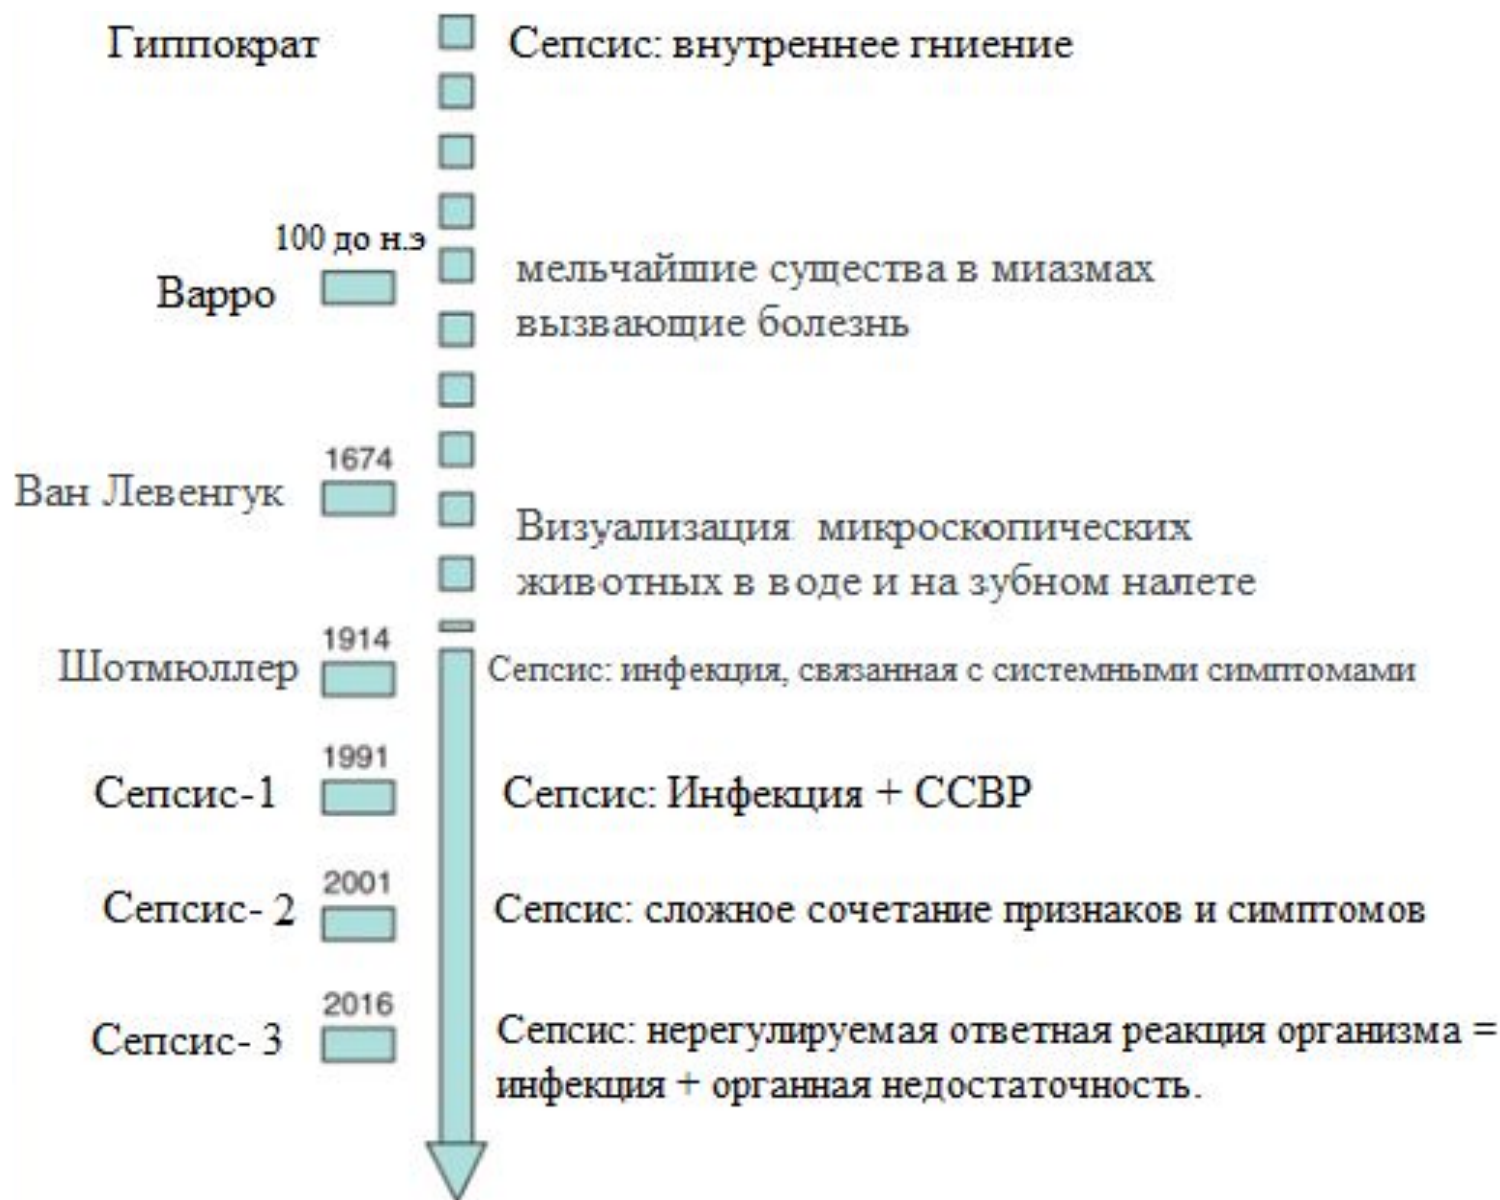 Гиппократ
Сепсис: внутреннее гниение
100 до н.э
Варро
мельчайшие существа в миазмах
вызвающие болезнь
1674
Ван Левенгук
Визуализация микроскопических
животных в воде и на зубном налете
1914
Шотмюллер
Сепсис: инфекция, связанная с системными симптомами
1991
Сепсис-1
Сепсис: Инфекция + ССВР
2001
Сепсис- 2
Сепсис: сложное сочетание признаков и симптомов
2016
Сепсис- 3
Сепсис: нерегулируемая ответная реакция организма =
инфекция + органная недостаточность.